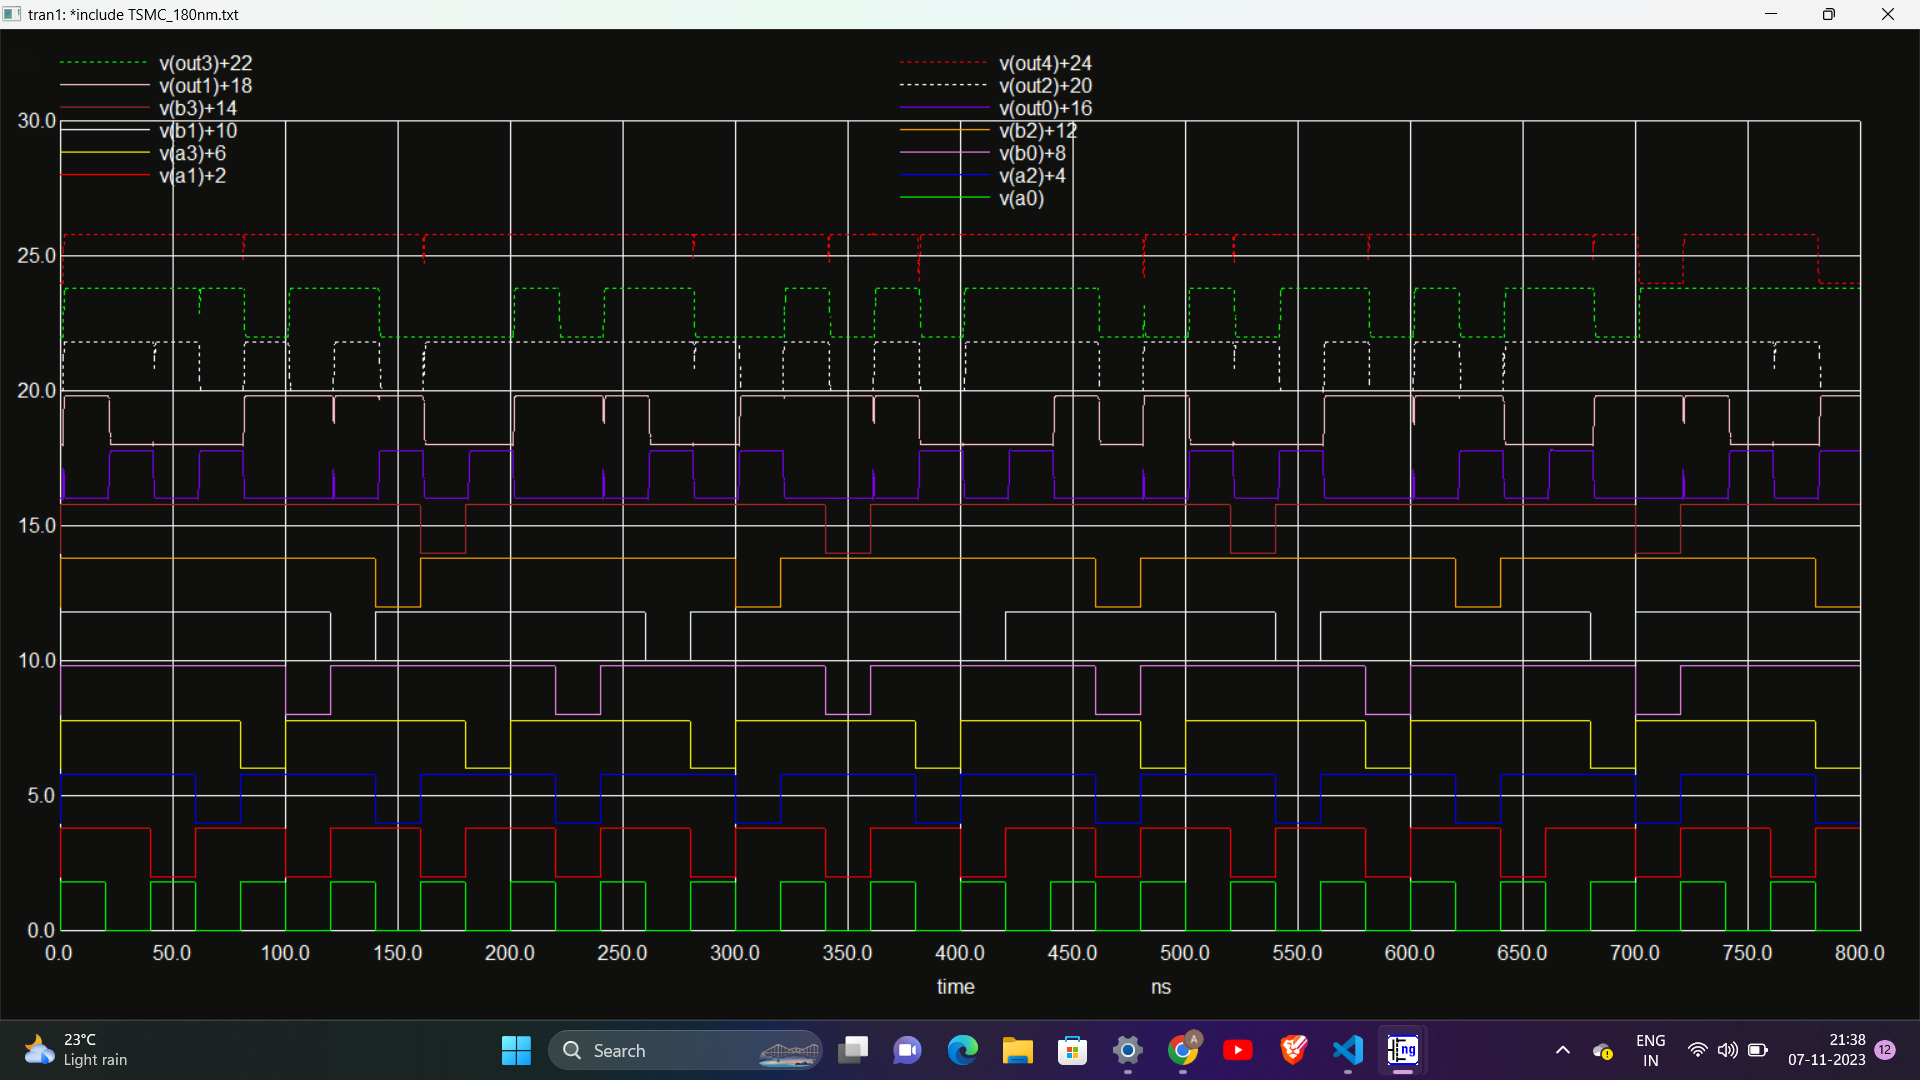 tran1: *include TSMC_180nm.txt
v(out3)+22
v(out4)+24
v(out1)+18
v(out2)+20
v(b3)+14
v(out0)+16
30.0
v(b1)+10
v(b2)+12
v(a3)+6
v(b0)+8
v(a1)+2
v(a2)+4
v(a0)
25.0
20.0
15.0
10.0
5.0
0.0
0.0 50.0 100.0 150.0 200.0 250.0 300.0 350.0 400.0 450.0 500.0 550.0 600.0 650.0 700.0 750.0 800.0
time ns
23°C
Light rain
Search
A
ng
ENG
IN
21:38
07-11-2023
12